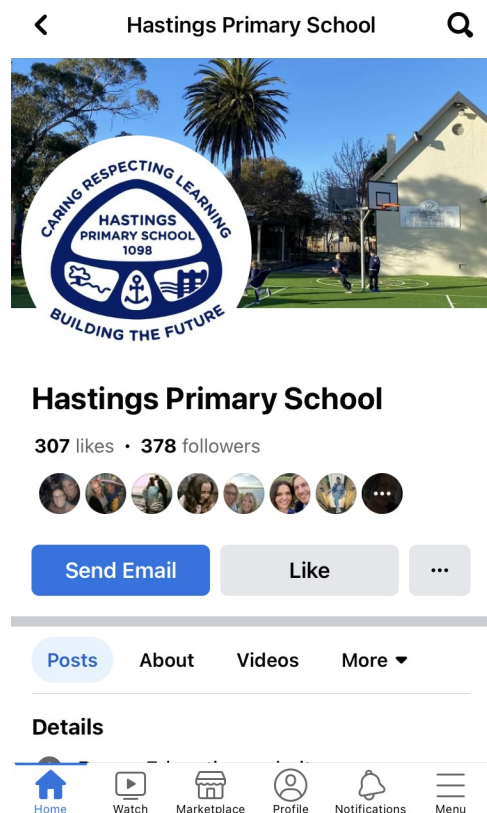 Hastings Primary School
CARING RESPECTING LEARNING
HASTINGS
PRIMARY SCHOOL
1098
BUILDING THE FUTURE
Hastings Primary School
307 likes • 378 followers
Send Email
Like
Posts
About
Videos
More
Details
Home
Watch
Marketplace
Profile
Notifications
Menu